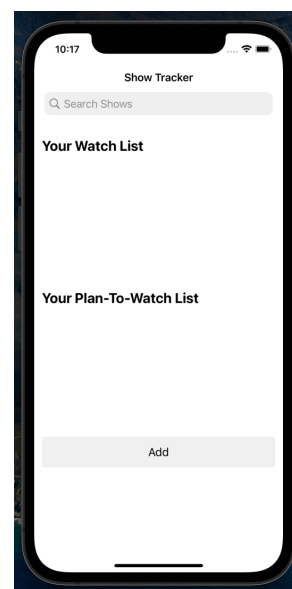 10:17
Show Tracker
Search Shows
Your Watch List
Your Plan-To-Watch List
Add